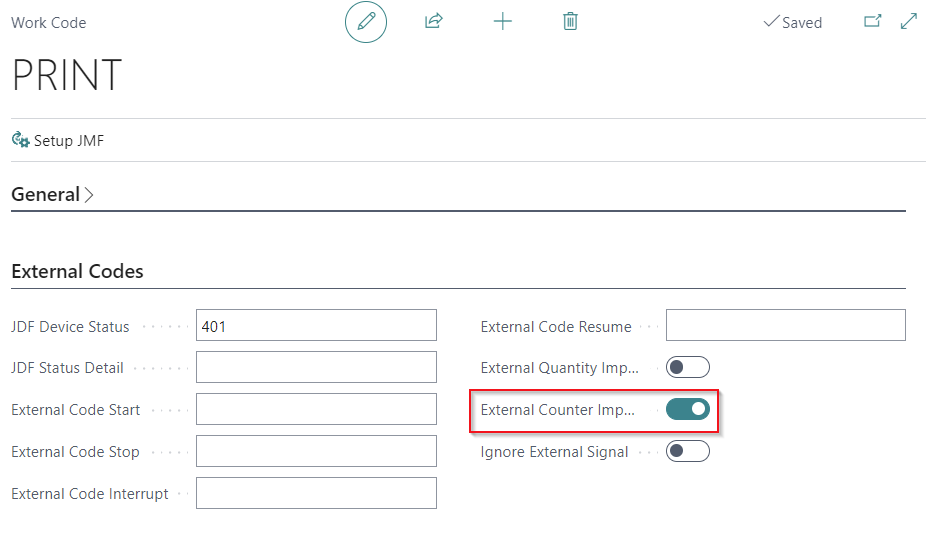 Work Code
Saved
PRINT
Setup JMF
General
External Codes
JDF Device Status
401
External Code Resume
JDF Status Detail
External Quantity Imp...
External Code Start
External Counter Imp...
External Code Stop
Ignore External Signal
External Code Interrupt